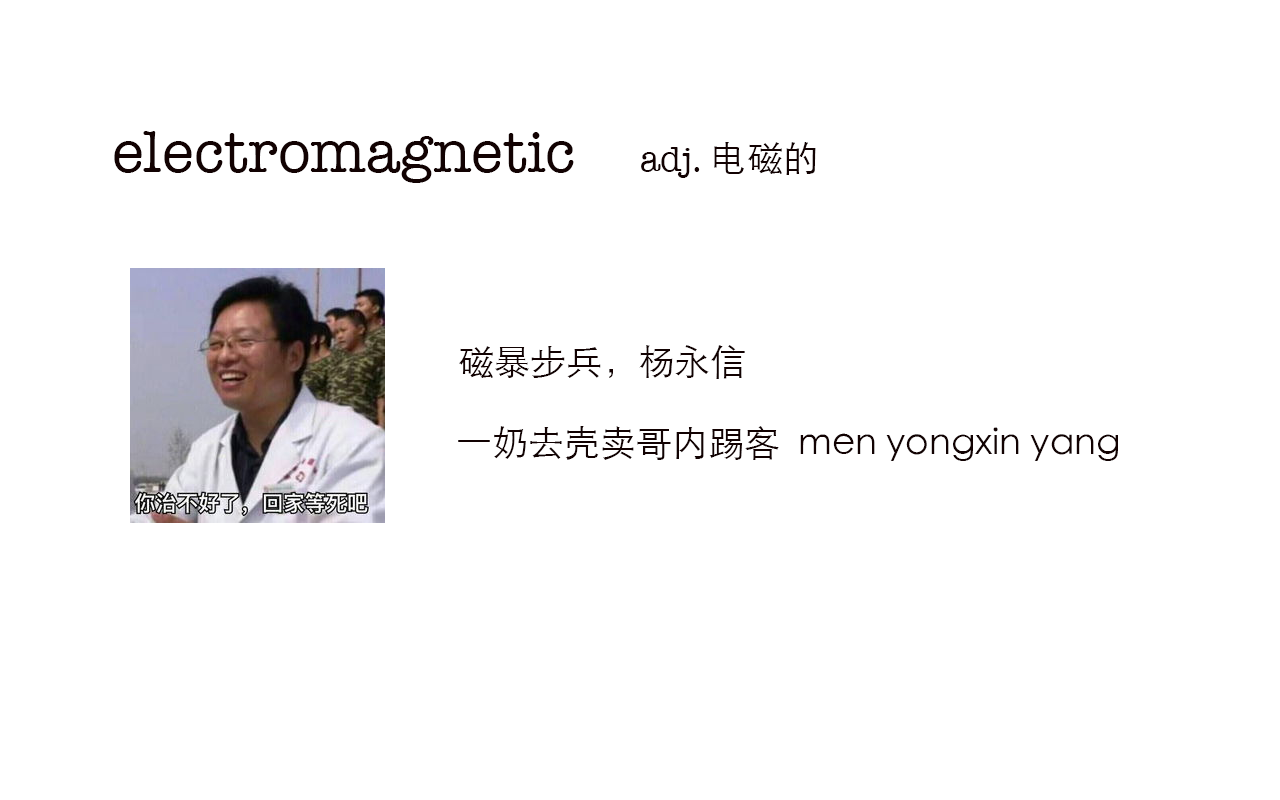 electromagnetic adj. 电磁的
磁暴步兵，杨永信
一奶去壳卖哥内踢客 men yongxin yang
你治不好了，回家等死吧